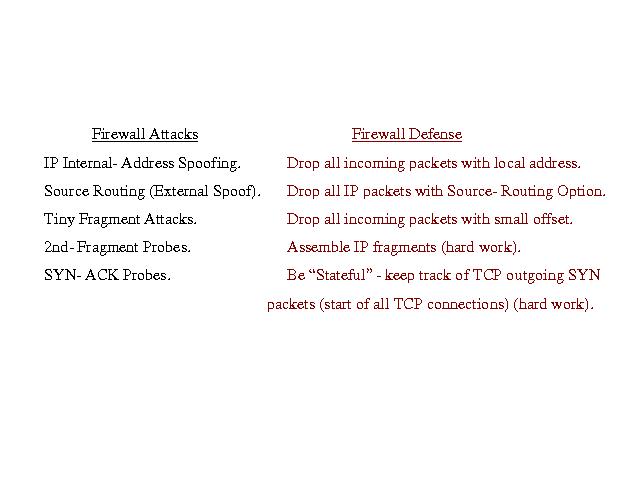 Firewall Attacks Firewall Defense
IP Internal- Address Spoofing. Drop all incoming packets with local address.
Source Routing (External Spoof). Drop all IP packets with Source- Routing Option.
Tiny Fragment Attacks. Drop all incoming packets with small offset.
2nd- Fragment Probes. Assemble IP fragments (hard work).
SYN- ACK Probes. Be “Stateful” - keep track of TCP outgoing SYN
packets (start of all TCP connections) (hard work).